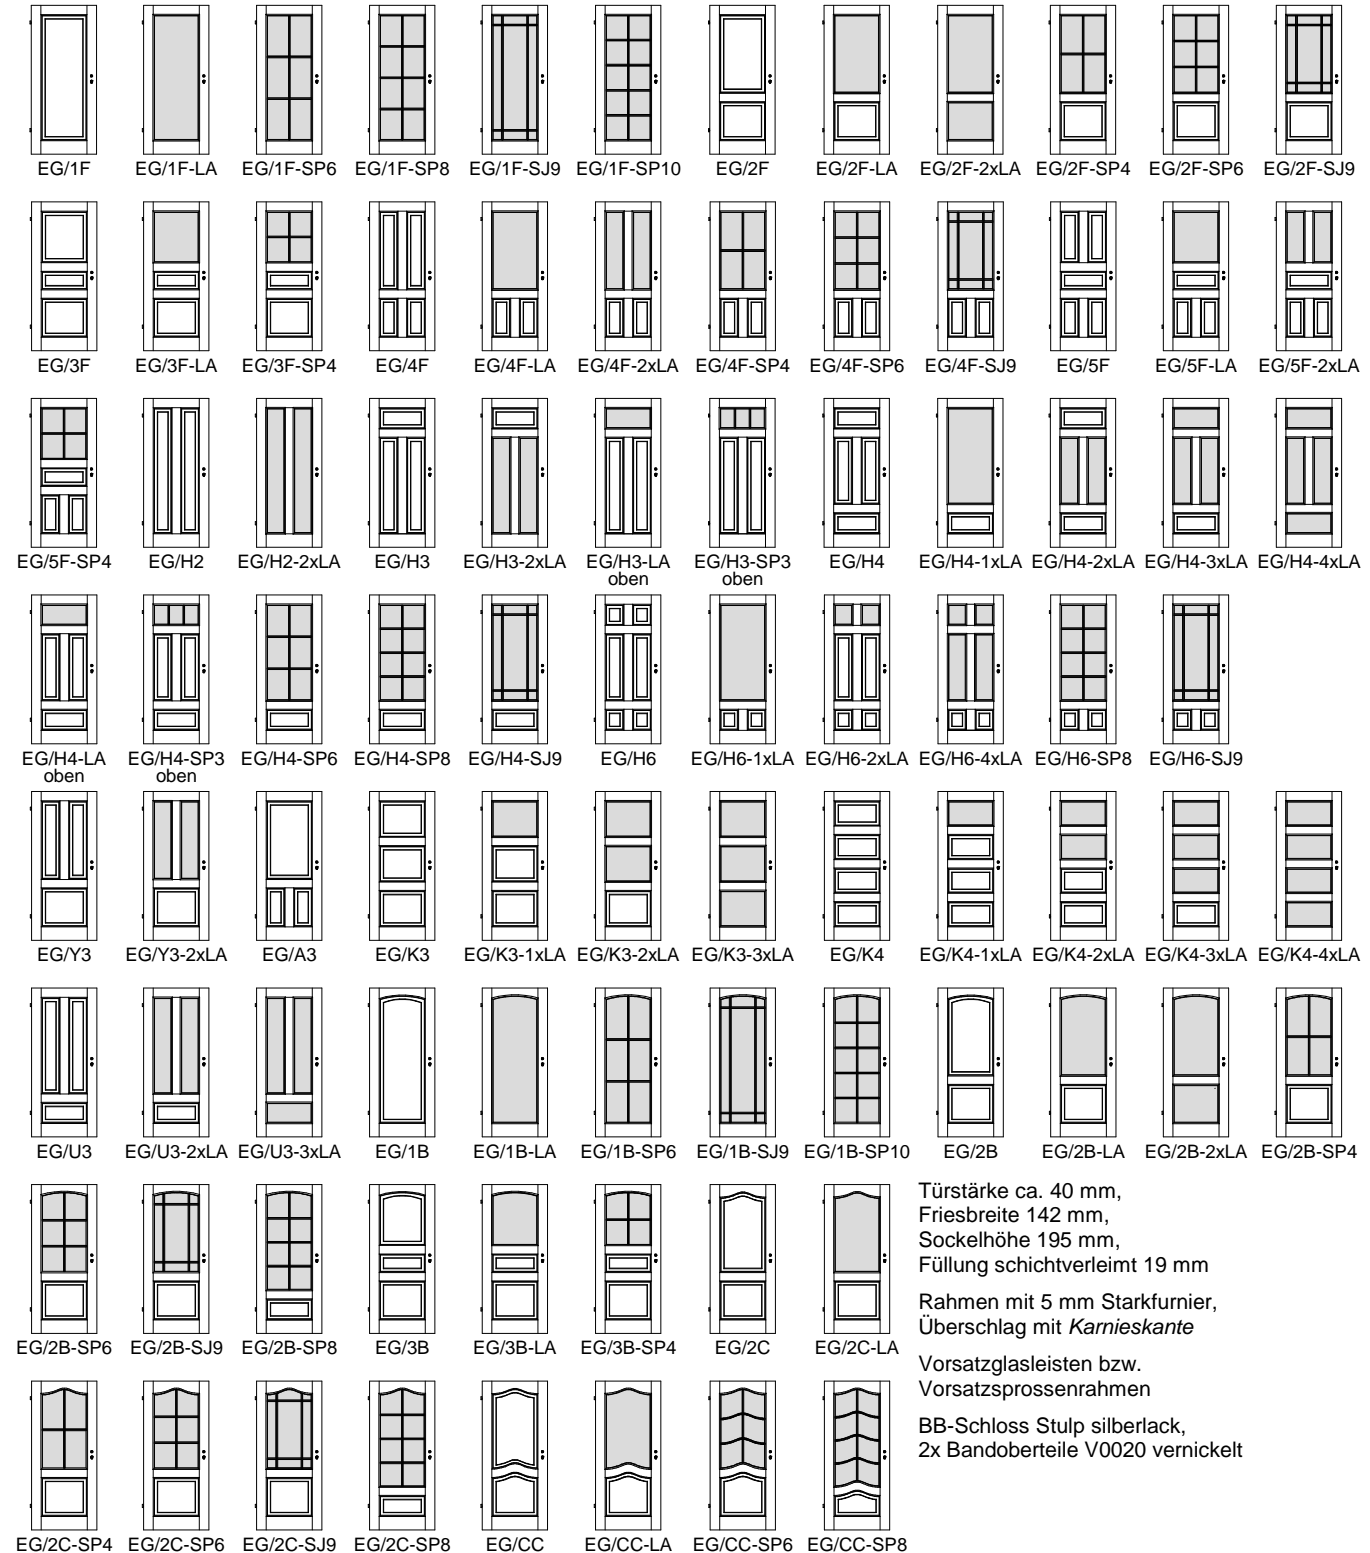 EG/1F EG/1F-LA EG/1F-SP6 EG/1F-SP8 EG/1F-SJ9 EG/1F-SP10 EG/2F EG/2F-LA EG/2F-2xLA EG/2F-SP4 EG/2F-SP6 EG/2F-SJ9
EG/3F EG/3F-LA EG/3F-SP4 EG/4F EG/4F-LA EG/4F-2xLA EG/4F-SP4 EG/4F-SP6 EG/4F-SJ9 EG/5F EG/5F-LA EG/5F-2xLA
EG/5F-SP4 EG/H2 EG/H2-2xLA EG/H3 EG/H3-2xLA EG/H3-LA EG/H3-SP3 EG/H4 EG/H4-1xLA EG/H4-2xLA EG/H4-3xLA EG/H4-4xLA
oben oben
EG/H4-LA EG/H4-SP3 EG/H4-SP6 EG/H4-SP8 EG/H4-SJ9 EG/H6 EG/H6-1xLA EG/H6-2xLA EG/H6-4xLA EG/H6-SP8 EG/H6-SJ9
oben oben
EG/Y3 EG/Y3-2xLA EG/A3 EG/K3 EG/K3-1xLA EG/K3-2xLA EG/K3-3xLA EG/K4 EG/K4-1xLA EG/K4-2xLA EG/K4-3xLA EG/K4-4xLA
EG/U3 EG/U3-2xLA EG/U3-3xLA EG/1B EG/1B-LA EG/1B-SP6 EG/1B-SJ9 EG/1B-SP10 EG/2B EG/2B-LA EG/2B-2xLA EG/2B-SP4
EG/2B-SP6 EG/2B-SJ9 EG/2B-SP8 EG/3B EG/3B-LA EG/3B-SP4 EG/2C EG/2C-LA
Türstärke ca. 40 mm,
Friesbreite 142 mm,
Sockelhöhe 195 mm,
Füllung schichtverleimt 19 mm
Rahmen mit 5 mm Starkfurnier,
Überschlag mit Karnieskante
Vorsatzglasleisten bzw.
Vorsatzsprossenrahmen
BB-Schloss Stulp silberlack,
2x Bandoberteile V0020 vernickelt
EG/2C-SP4 EG/2C-SP6 EG/2C-SJ9 EG/2C-SP8 EG/CC EG/CC-LA EG/CC-SP6 EG/CC-SP8